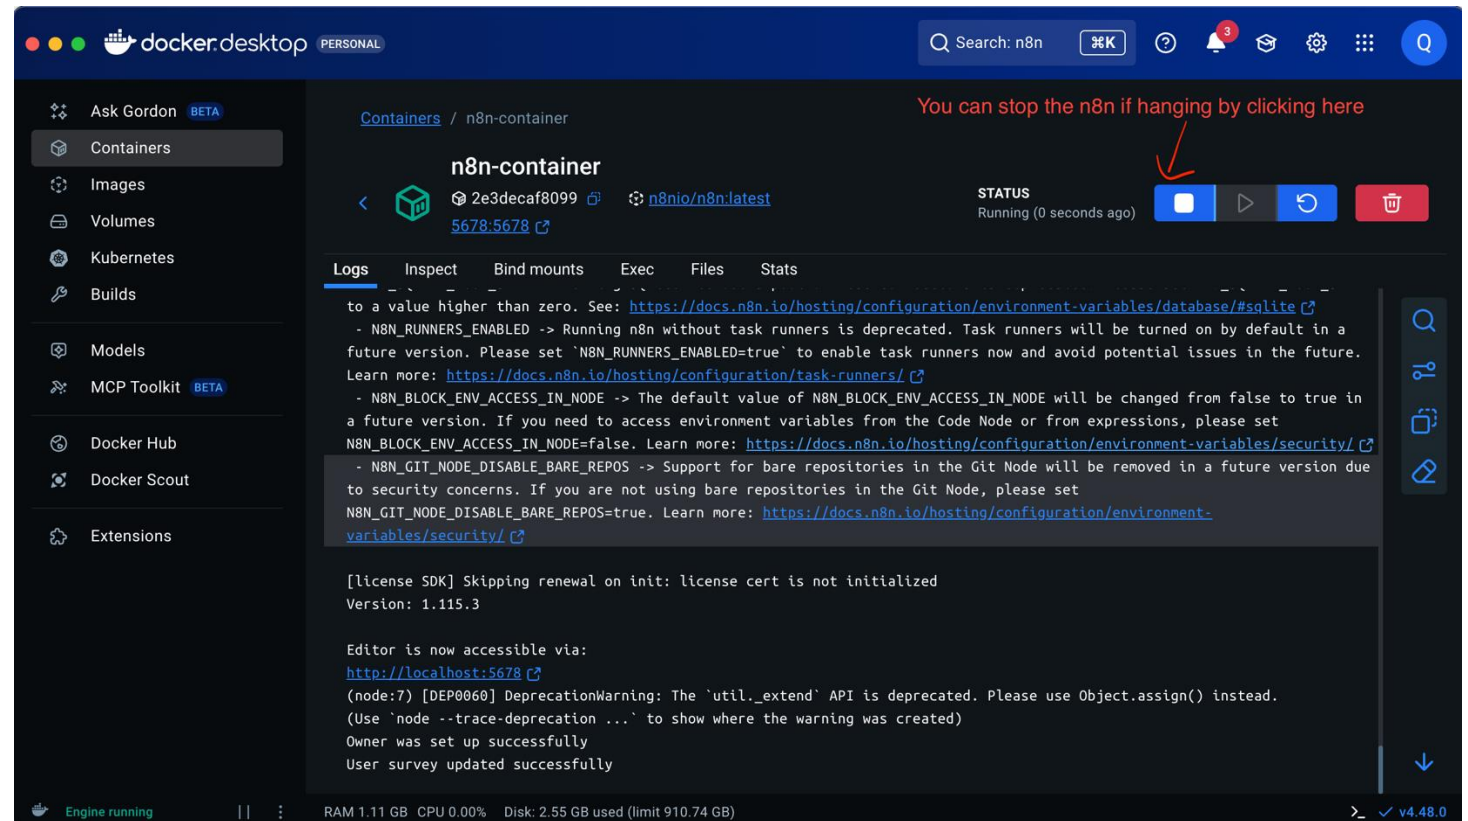 docker.desktop PERSONAL
Search: n8n ⌘K
3
Q
Ask Gordon BETA
Containers
Images
Volumes
Kubernetes
Builds
Models
MCP Toolkit BETA
Docker Hub
Docker Scout
Extensions
You can stop the n8n if hanging by clicking here
Containers / n8n-container
n8n-container
2e3decaf8099 n8nio/n8n:latest
5678:5678
STATUS
Running (0 seconds ago)
Logs Inspect Bind mounts Exec Files Stats
to a value higher than zero. See: https://docs.n8n.io/hosting/configuration/environment-variables/database/#sqlite
- N8N_RUNNERS_ENABLED -> Running n8n without task runners is deprecated. Task runners will be turned on by default in a
future version. Please set `N8N_RUNNERS_ENABLED=true` to enable task runners now and avoid potential issues in the future.
Learn more: https://docs.n8n.io/hosting/configuration/task-runners/
- N8N_BLOCK_ENV_ACCESS_IN_NODE -> The default value of N8N_BLOCK_ENV_ACCESS_IN_NODE will be changed from false to true in
a future version. If you need to access environment variables from the Code Node or from expressions, please set
N8N_BLOCK_ENV_ACCESS_IN_NODE=false. Learn more: https://docs.n8n.io/hosting/configuration/environment-variables/security/
- N8N_GIT_NODE_DISABLE_BARE_REPOS -> Support for bare repositories in the Git Node will be removed in a future version due
to security concerns. If you are not using bare repositories in the Git Node, please set
N8N_GIT_NODE_DISABLE_BARE_REPOS=true. Learn more: https://docs.n8n.io/hosting/configuration/environment-
variables/security/
[license SDK] Skipping renewal on init: license cert is not initialized
Version: 1.115.3
Editor is now accessible via:
http://localhost:5678
(node:7) [DEP0060] DeprecationWarning: The `util._extend` API is deprecated. Please use Object.assign() instead.
(Use `node --trace-deprecation ...` to show where the warning was created)
Owner was set up successfully
User survey updated successfully
Engine running
RAM 1.11 GB CPU 0.00% Disk: 2.55 GB used (limit 910.74 GB)
v4.48.0